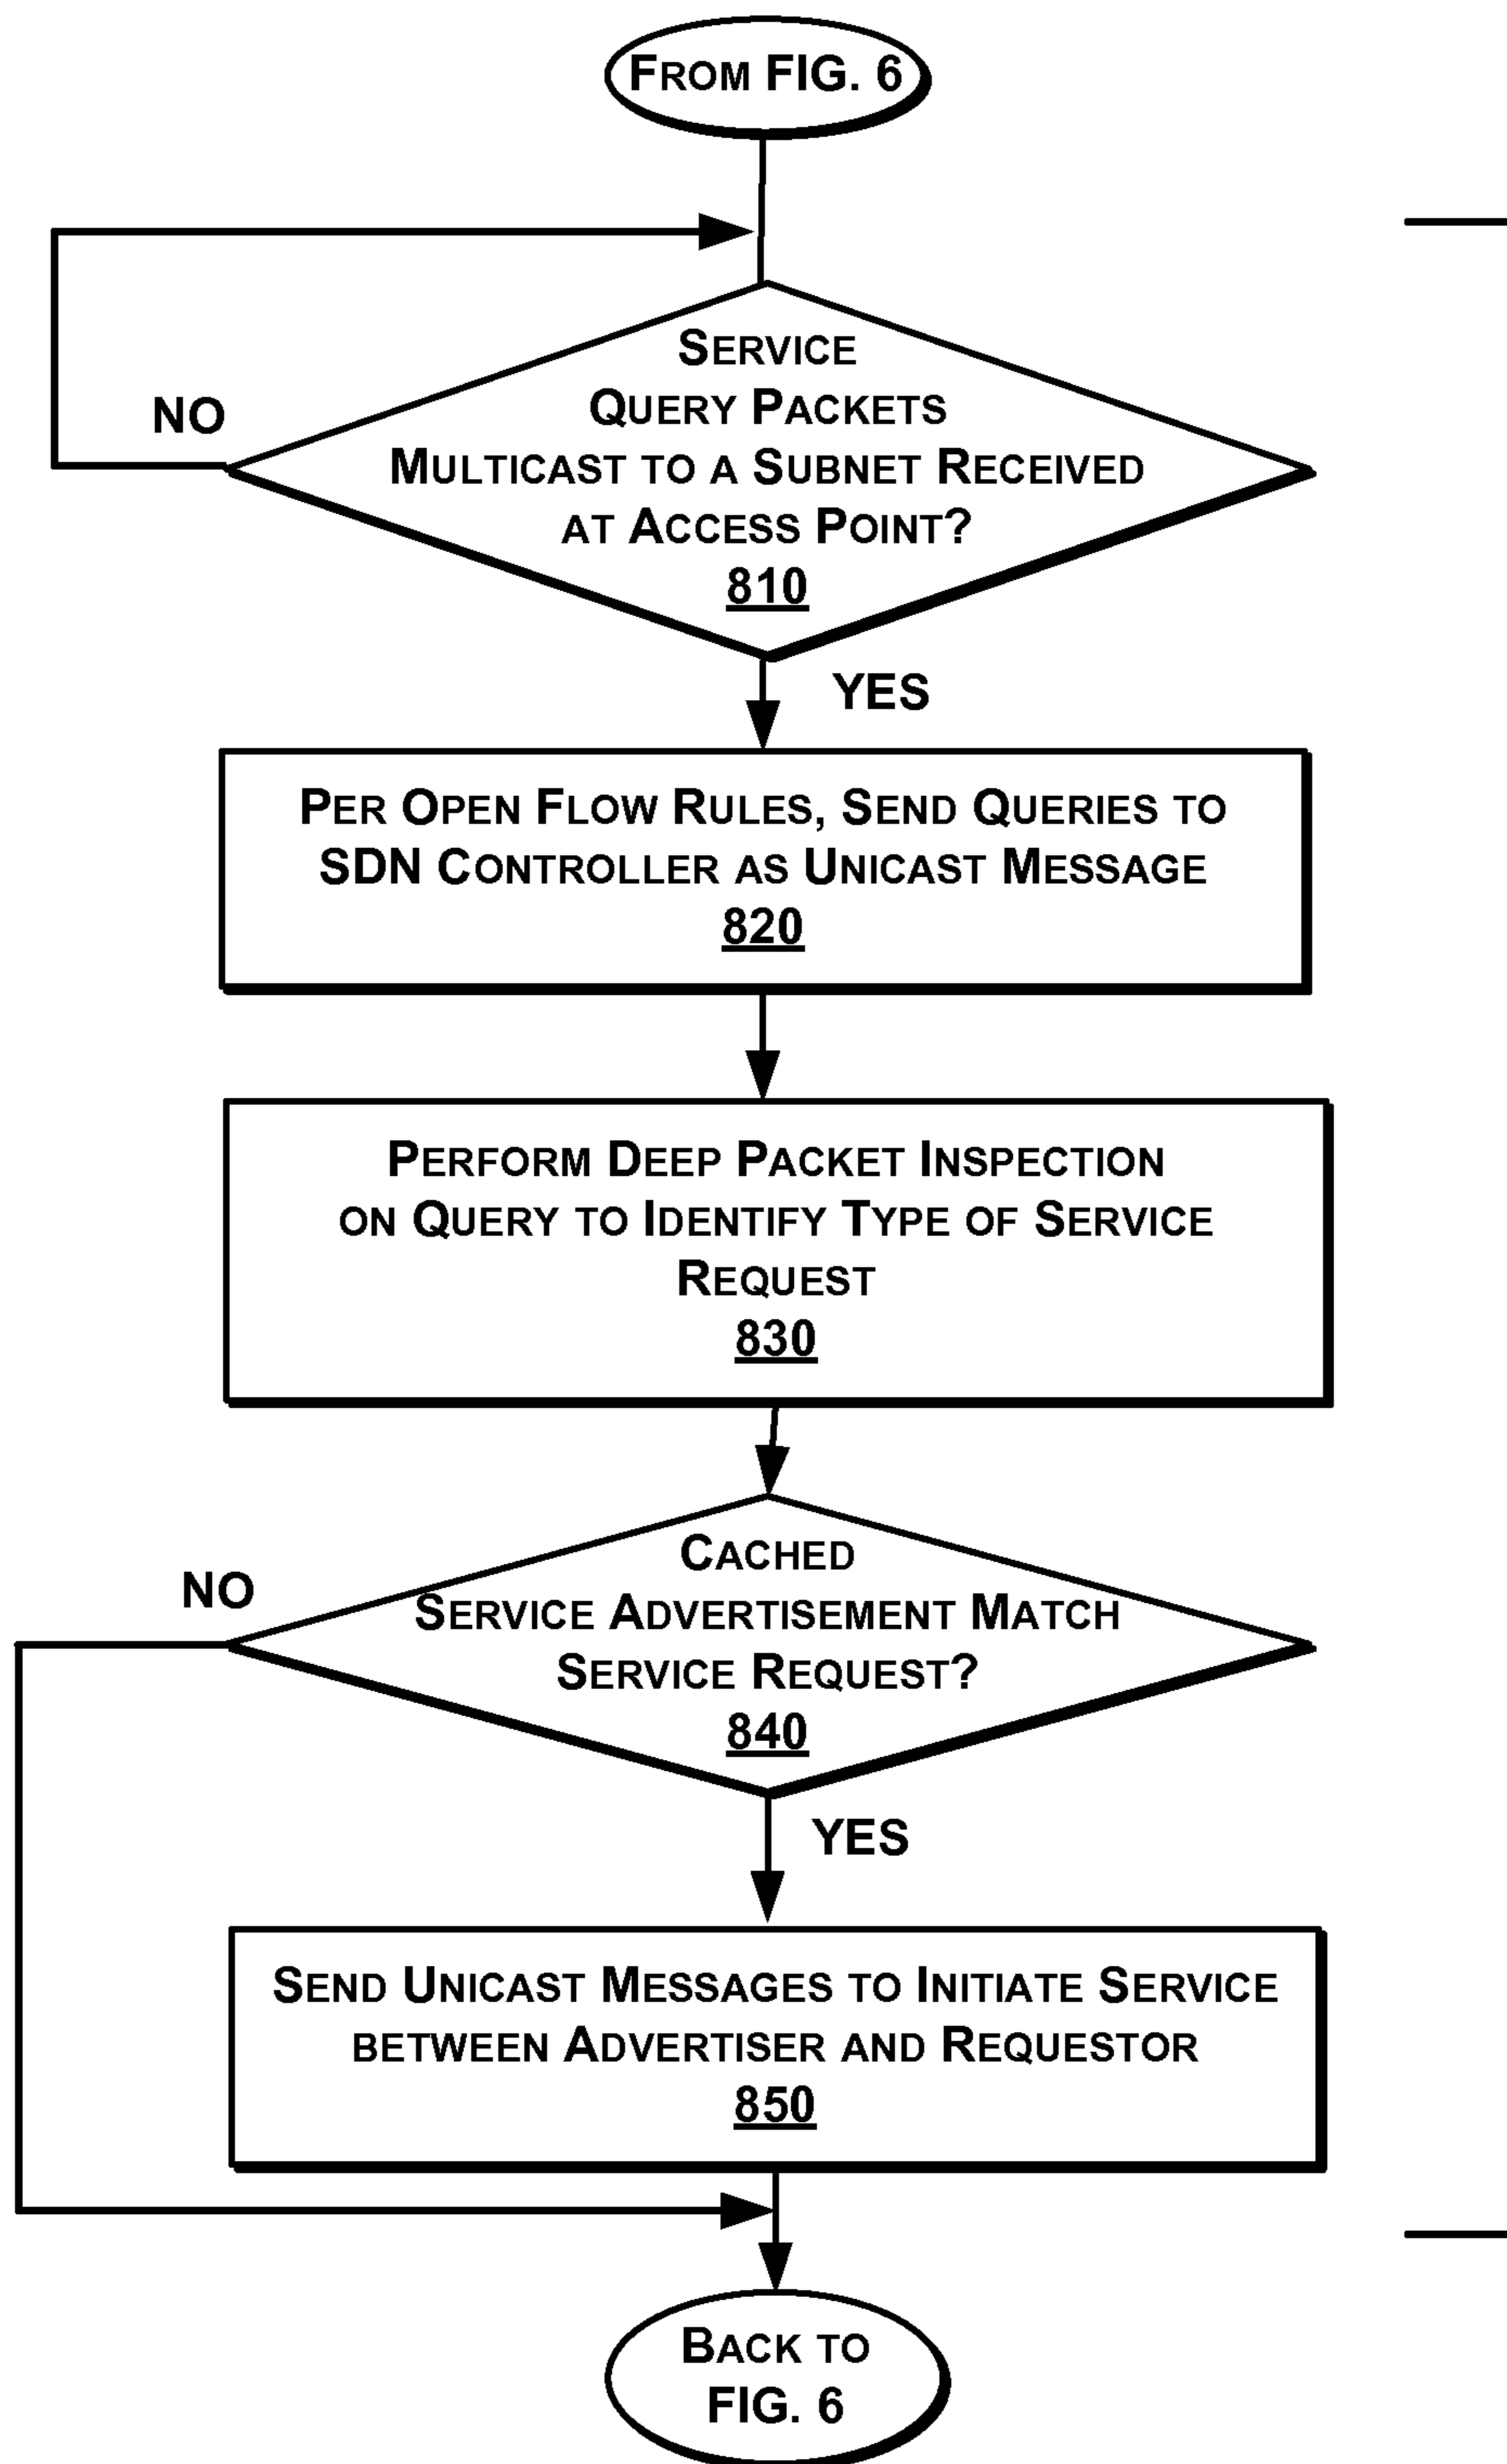 FROM FIG. 6
SERVICE
QUERY PACKETS
MULTICAST TO A SUBNET RECEIVED
AT ACCESS POINT?
810
NO
YES
PER OPEN FLOW RULES, SEND QUERIES TO
SDN CONTROLLER AS UNICAST MESSAGE
820
PERFORM DEEP PACKET INSPECTION
ON QUERY TO IDENTIFY TYPE OF SERVICE
REQUEST
830
CACHED
SERVICE ADVERTISEMENT MATCH
SERVICE REQUEST?
840
NO
YES
SEND UNICAST MESSAGES TO INITIATE SERVICE
BETWEEN ADVERTISER AND REQUESTOR
850
BACK TO
FIG. 6